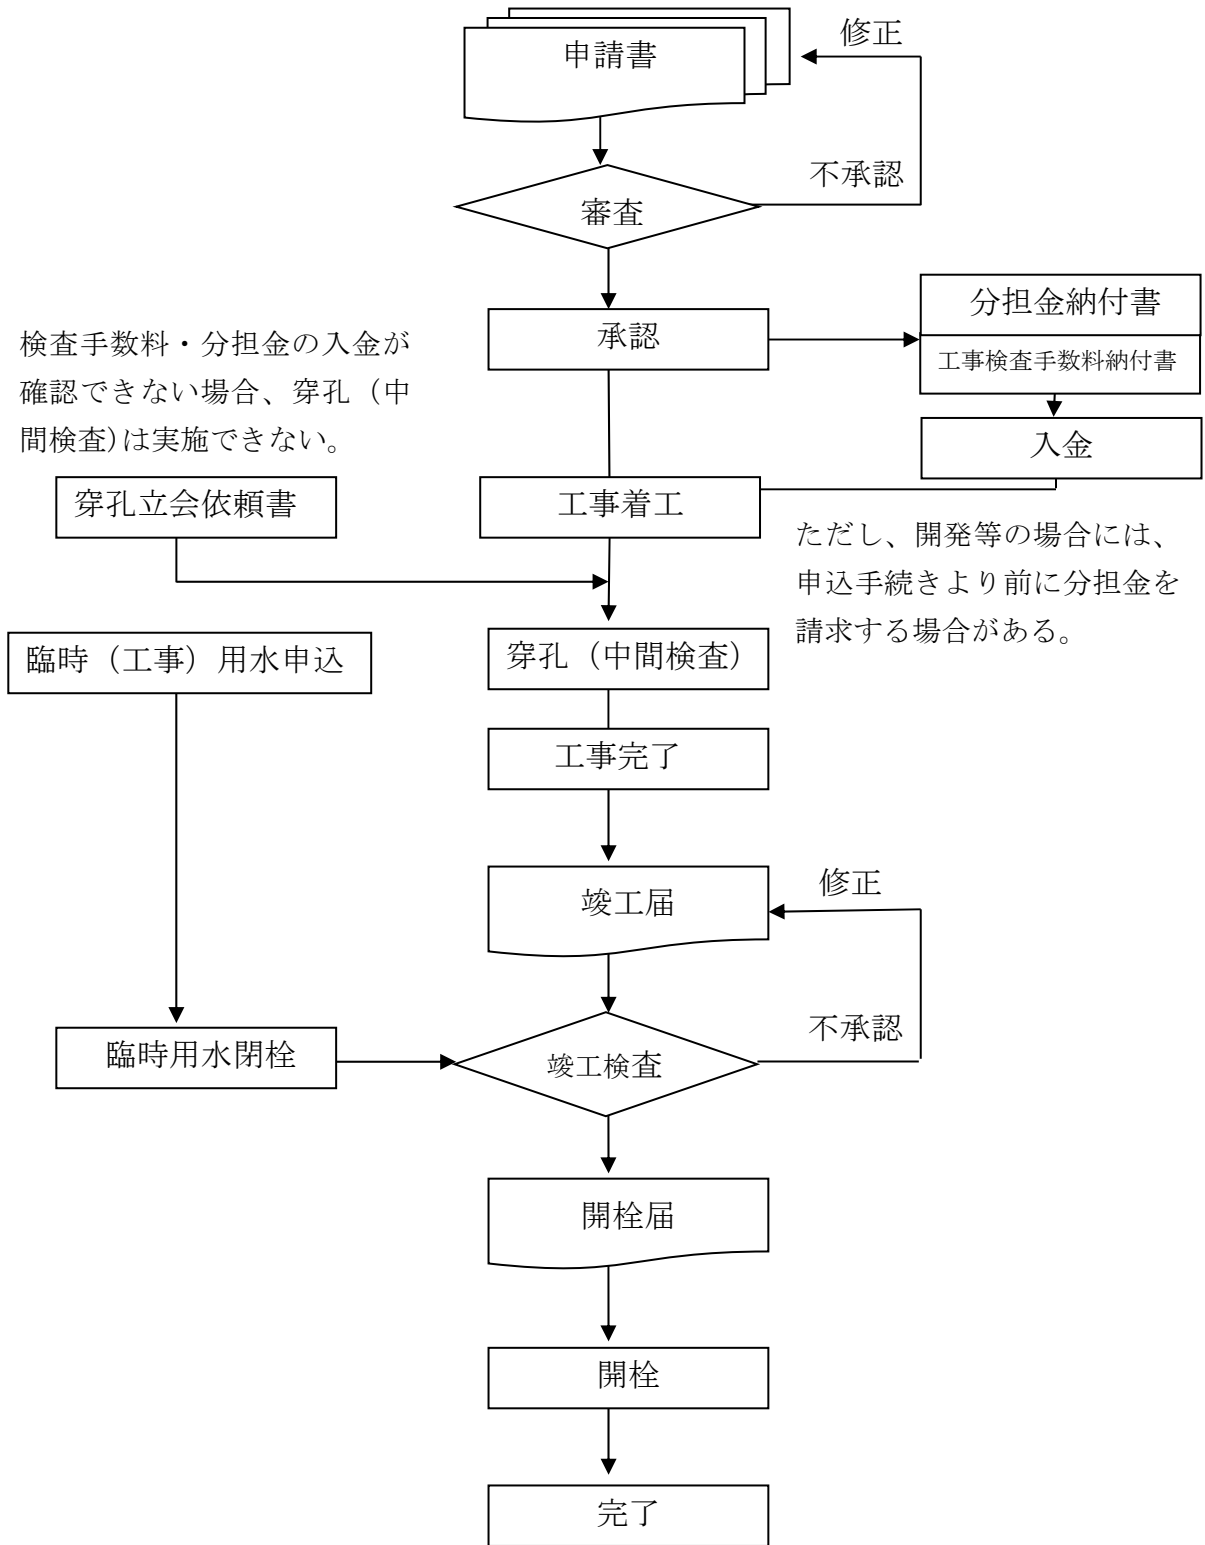 修正
申請書
不承認
審査
分担金納付書
承認
検査手数料・分担金の入金が
確認できない場合、穿孔（中
間検査）は実施できない。
工事検査手数料納付書
入金
穿孔立会依頼書
工事着工
ただし、開発等の場合には、
申込手続きより前に分担金を
請求する場合がある。
臨時（工事）用水申込
穿孔（中間検査）
工事完了
修正
竣工届
不承認
臨時用水閉栓
竣工検査
開栓届
開栓
完了